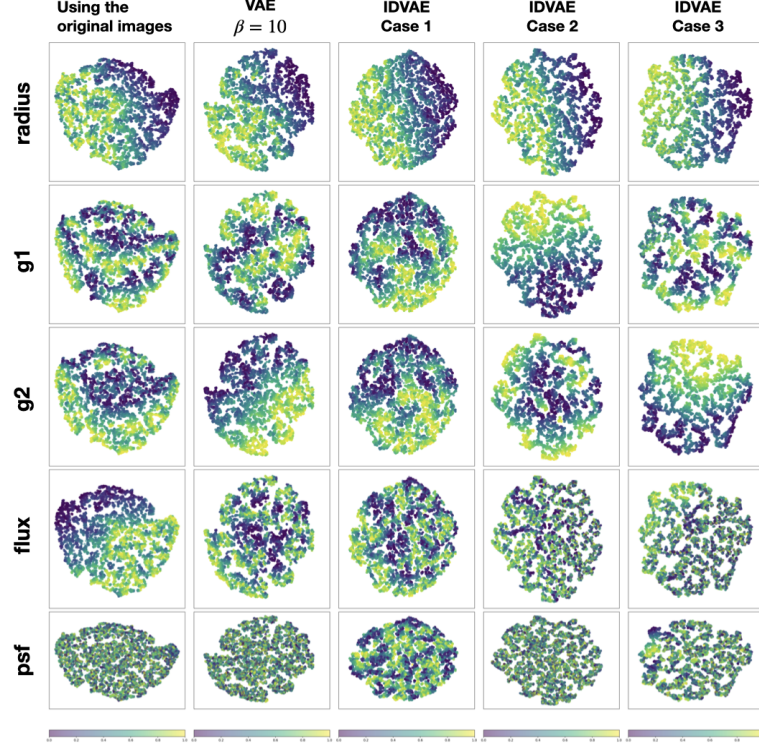 Using the
original images
VAE
β = 10
IDVAE
Case 1
IDVAE
Case 2
IDVAE
Case 3
radius
g1
g2
flux
psf